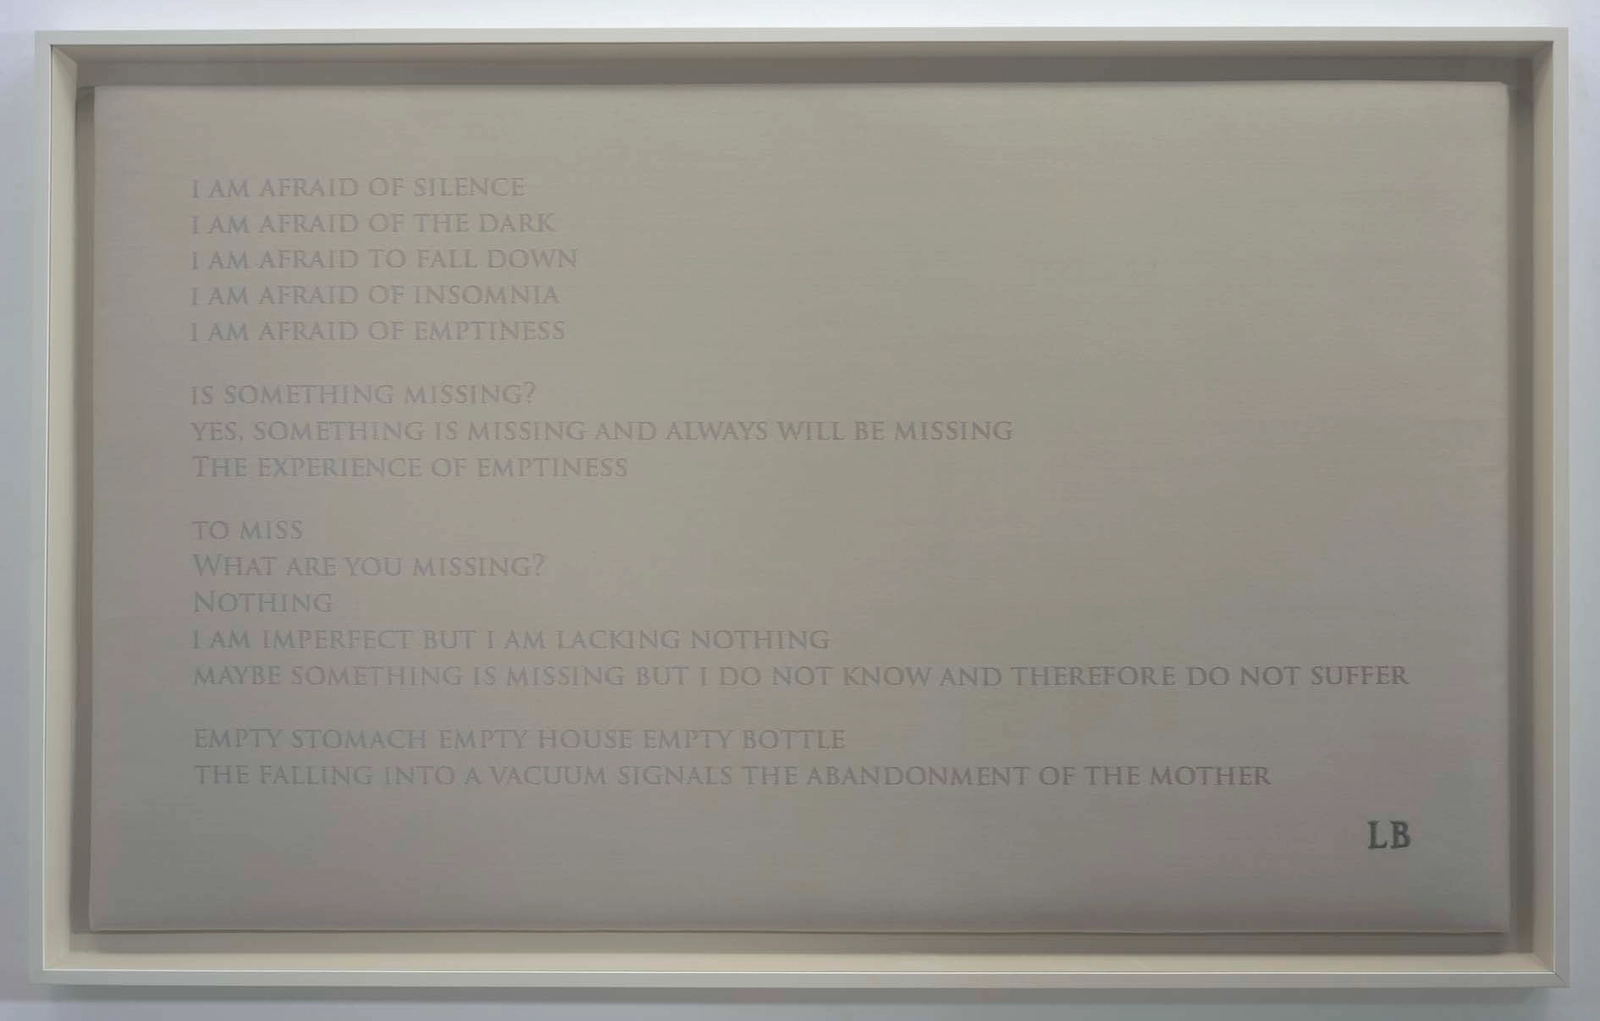 I AM AFRAID OF SILENCE
I AM AFRAID OF THE DARK
I AM AFRAID TO FALL DOWN
I AM AFRAID OF INSOMNIA
I AM AFRAID OF EMPTINESS
IS SOMETHING MISSING?
YES, SOMETHING IS MISSING AND ALWAYS WILL BE MISSING
THE EXPERIENCE OF EMPTINESS
TO MISS
WHAT ARE YOU MISSING?
NOTHING
I AM IMPERFECT BUT I AM LACKING NOTHING
MAYBE SOMETHING IS MISSING BUT I DO NOT KNOW AND THEREFORE DO NOT SUFFER
EMPTY STOMACH EMPTY HOUSE EMPTY BOTTLE
THE FALLING INTO A VACUUM SIGNALS THE ABANDONMENT OF THE MOTHER
LB